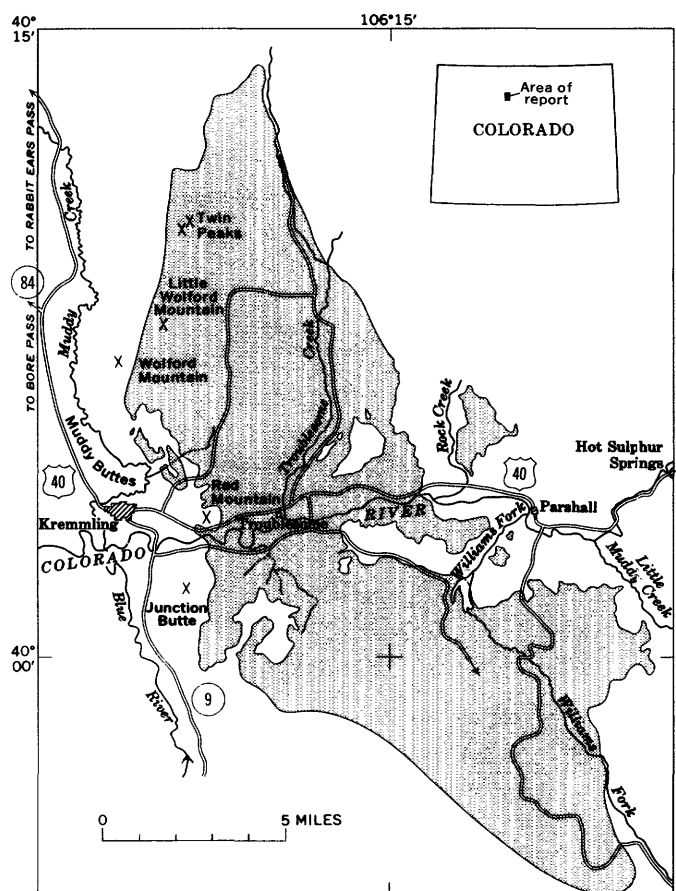 40°
15'
106°15'
Area of
report
COLORADO
TO RABBIT EARS PASS
Creek
Twin
Peaks
84
Little
Wolford
Mountain
TO BORE PASS
Muddy
Creek
Wolford
Mountain
Troublesome
Rock Creek
Muddy Buttes
Hot Sulphur
Springs
40
40
Red
Mountain
Parshall
Kremmling
Troublesome
RIVER
Williams Fork
COLORADO
Little
Muddy Creek
Blue
Junction
Butte
40°
00'
River
9
Williams
Fork
0
5 MILES